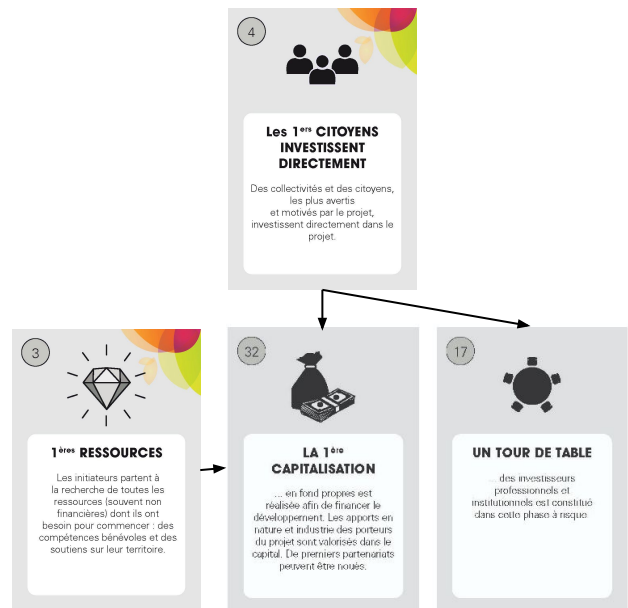 4
Les 1ers CITOYENS
INVESTISSENT
DIRECTEMENT
Des collectivités et des citoyens,
les plus avertis
et motivés par le projet,
investissent directement dans le
projet.
3
1ères RESSOURCES
Les initiateurs partent à
la recherche de toutes les
ressources (souvent non
financières) dont ils ont
besoin pour commencer : des
compétences bénévoles et des
soutiens sur leur territoire.
32
LA 1ère
CAPITALISATION
... en fond propres est
réalisée afin de financer le
développement. Les apports en
nature et industrie des porteurs
du projet sont valorisés dans le
capital. De premiers partenariats
peuvent être noués.
17
UN TOUR DE TABLE
... des investisseurs
professionnels et
institutionnels est constitué
dans cette phase à risque